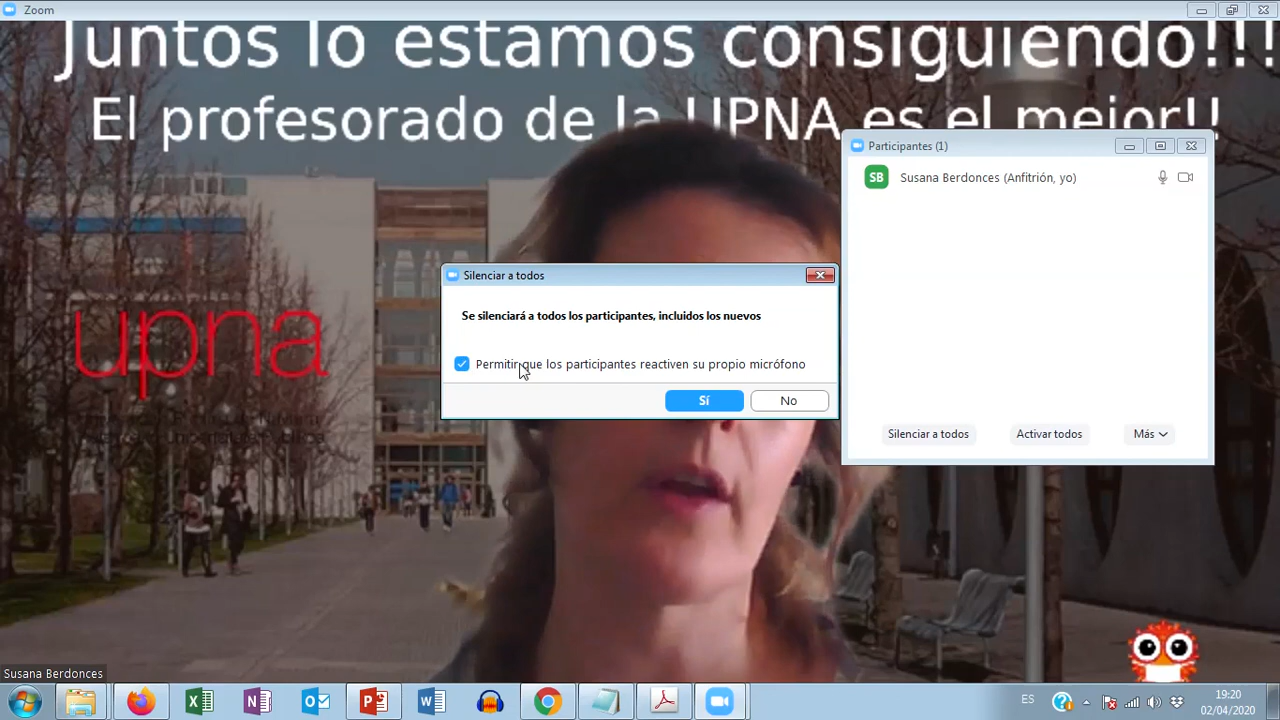 Zoom
Juntos lo estamos consiguiendo!!!
El profesorado de la UPNA es el mejor!!
Participantes (1)
SB Susana Berdonces (Anfitrión, yo)
upna
Silenciar a todos
Se silenciará a todos los participantes, incluidos los nuevos
Permitir que los participantes reactiven su propio micrófono
Sí No
Silenciar a todos Activar todos Más
Susana Berdonces
ES
19:20
02/04/2020